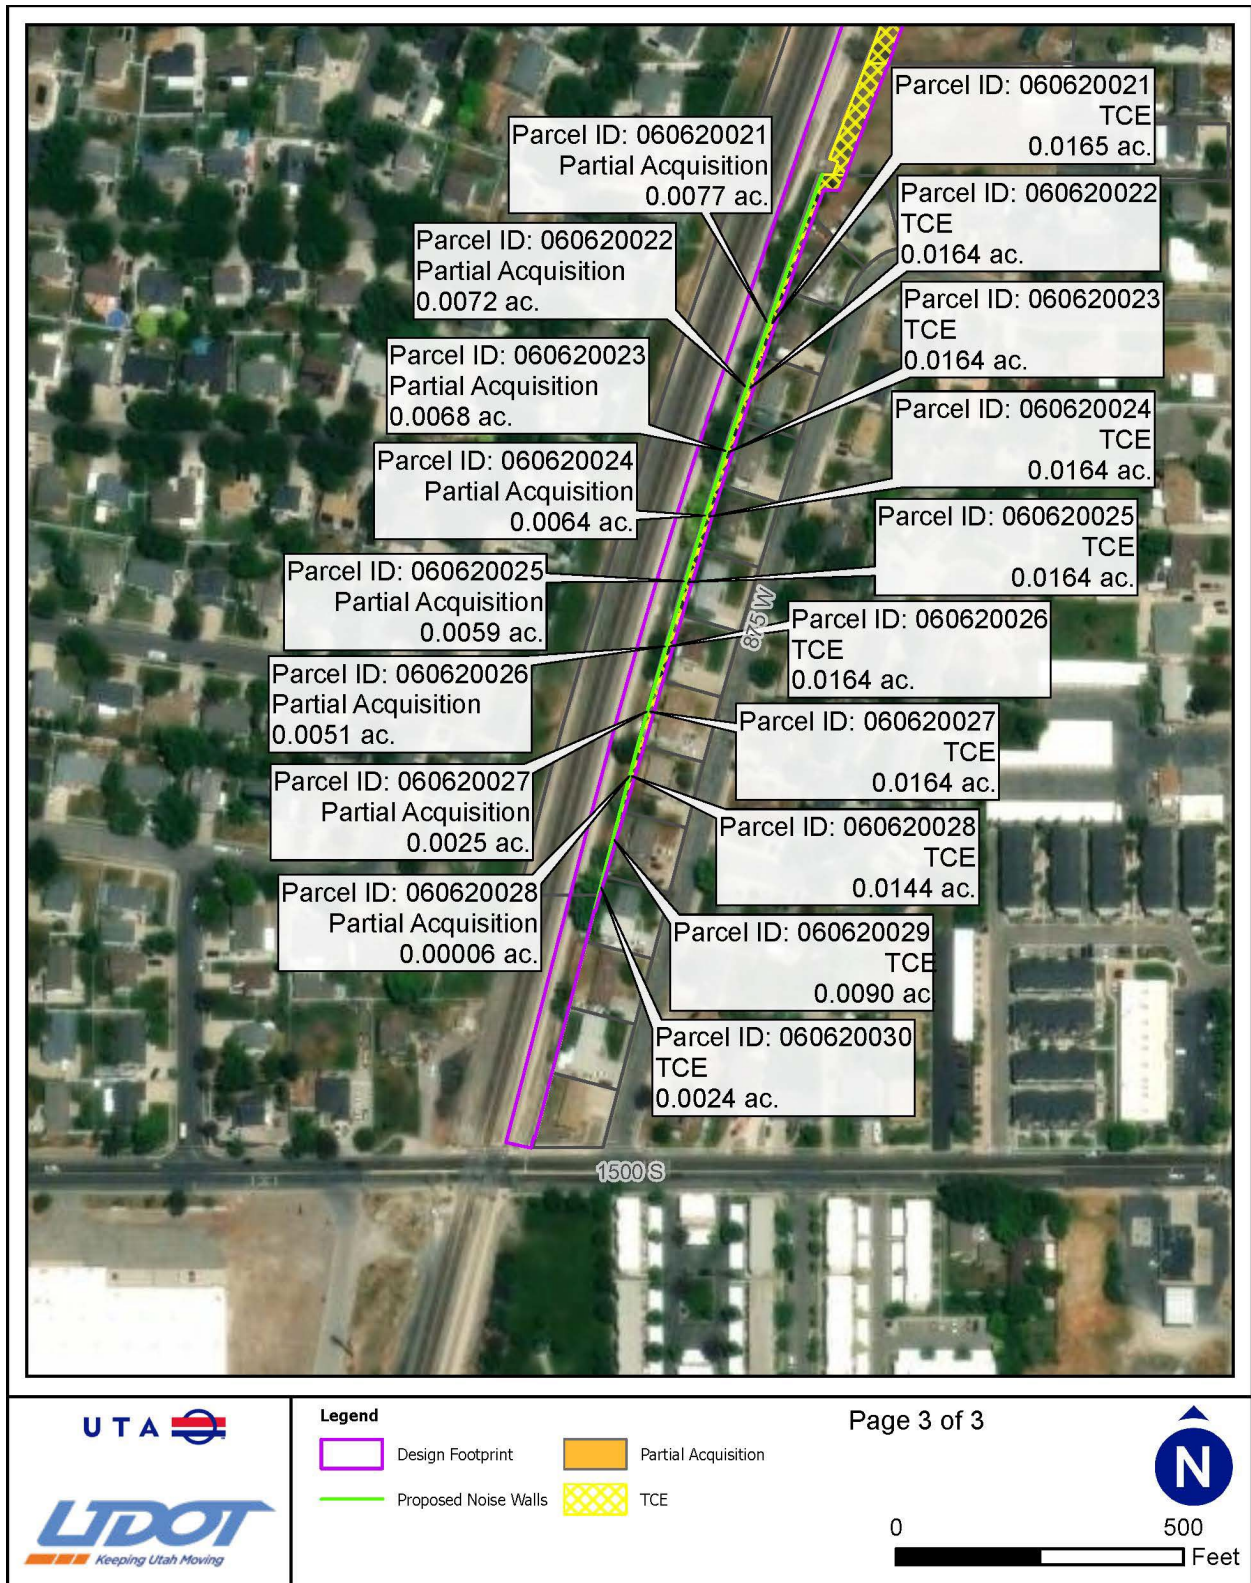 Parcel ID: 060620021
TCE
0.0165 ac.
Parcel ID: 060620021
Partial Acquisition
0.0077 ac.
Parcel ID: 060620022
TCE
0.0164 ac.
Parcel ID: 060620022
Partial Acquisition
0.0072 ac.
Parcel ID: 060620023
TCE
0.0164 ac.
Parcel ID: 060620023
Partial Acquisition
0.0068 ac.
Parcel ID: 060620024
TCE
0.0164 ac.
Parcel ID: 060620024
Partial Acquisition
0.0064 ac.
Parcel ID: 060620025
TCE
0.0164 ac.
Parcel ID: 060620025
Partial Acquisition
0.0059 ac.
875 W
Parcel ID: 060620026
TCE
0.0164 ac.
Parcel ID: 060620026
Partial Acquisition
0.0051 ac.
Parcel ID: 060620027
TCE
0.0164 ac.
Parcel ID: 060620027
Partial Acquisition
0.0025 ac.
Parcel ID: 060620028
TCE
0.0144 ac.
Parcel ID: 060620028
Partial Acquisition
0.00006 ac.
Parcel ID: 060620029
TCE
0.0090 ac
Parcel ID: 060620030
TCE
0.0024 ac.
1500 S
UTA
UDOT
Keeping Utah Moving
Legend
Design Footprint
Partial Acquisition
Proposed Noise Walls
TCE
Page 3 of 3
N
0 500
Feet